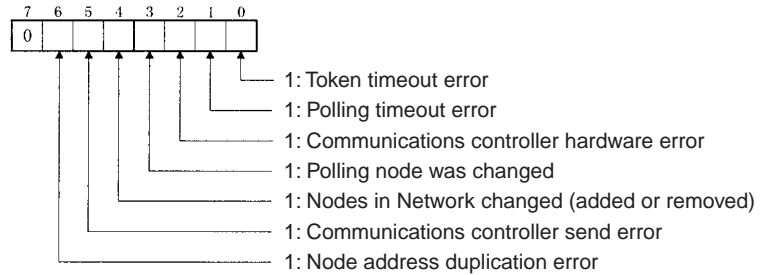 7 6 5 4 3 2 1 0
0
1: Token timeout error
1: Polling timeout error
1: Communications controller hardware error
1: Polling node was changed
1: Nodes in Network changed (added or removed)
1: Communications controller send error
1: Node address duplication error